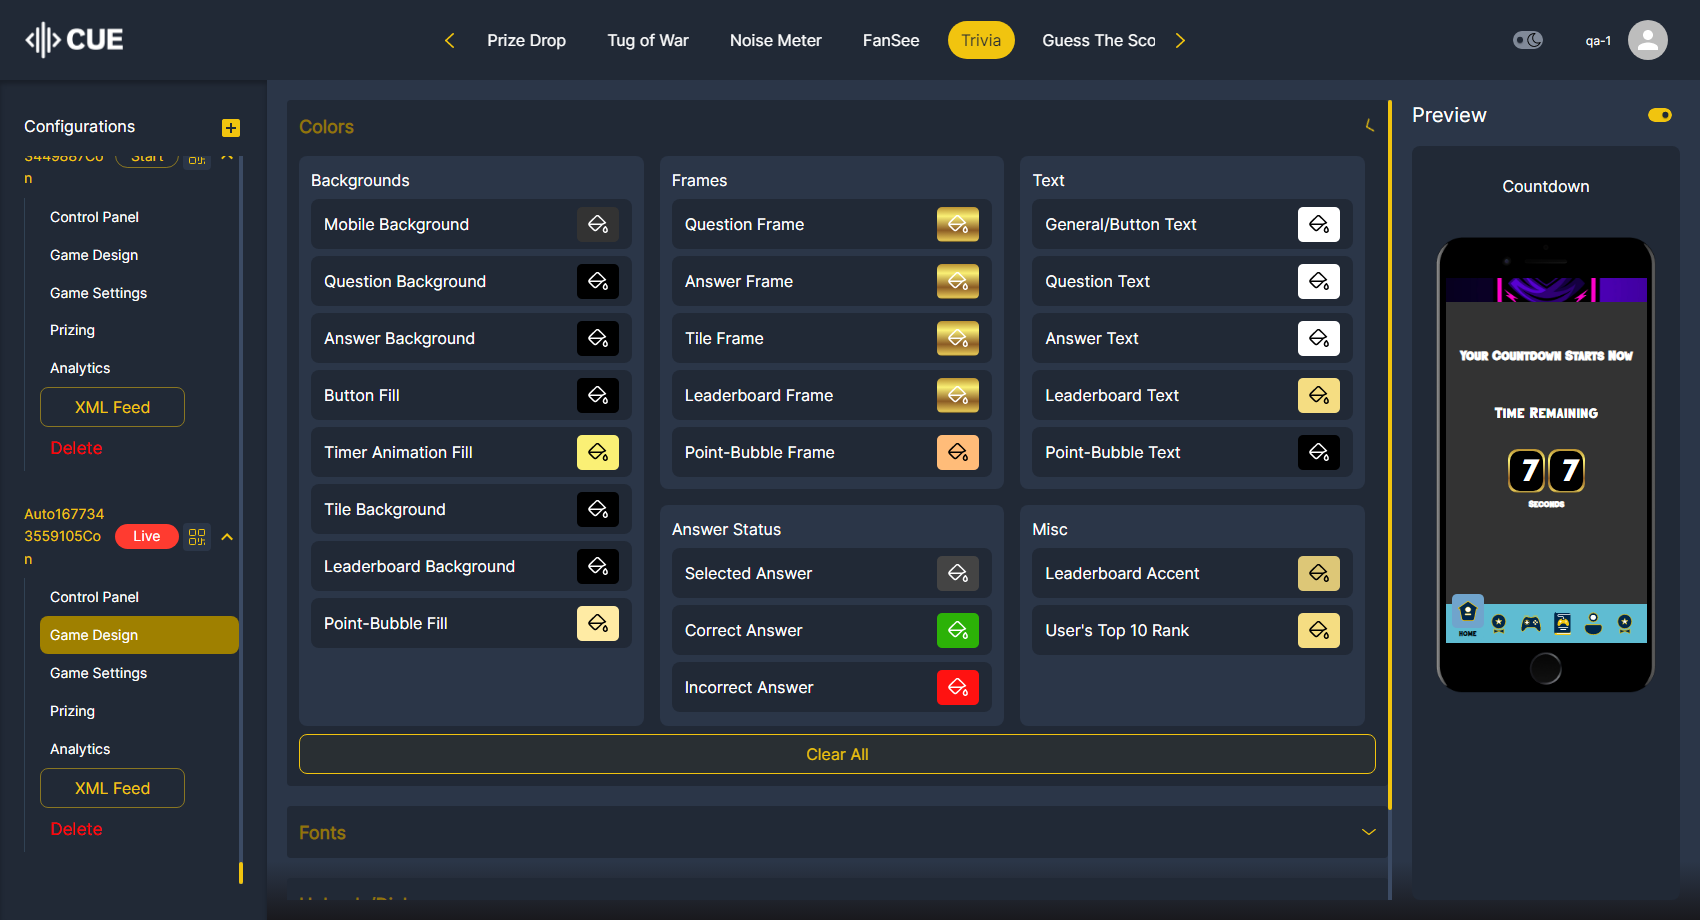 CUE
Prize Drop
Tug of War
Noise Meter
FanSee
Trivia
Guess The Sco
qa-1
Configurations
3449887Co
n
Start
Control Panel
Game Design
Game Settings
Prizing
Analytics
XML Feed
Delete
Auto167734
3559105Co
n
Live
Control Panel
Game Design
Game Settings
Prizing
Analytics
XML Feed
Delete
Colors
Backgrounds
Mobile Background
Question Background
Answer Background
Button Fill
Timer Animation Fill
Tile Background
Leaderboard Background
Point-Bubble Fill
Frames
Question Frame
Answer Frame
Tile Frame
Leaderboard Frame
Point-Bubble Frame
Text
General/Button Text
Question Text
Answer Text
Leaderboard Text
Point-Bubble Text
Answer Status
Selected Answer
Correct Answer
Incorrect Answer
Misc
Leaderboard Accent
User's Top 10 Rank
Clear All
Fonts
Preview
Countdown
Your Countdown Starts Now
Time Remaining
7 7
Seconds
HOME